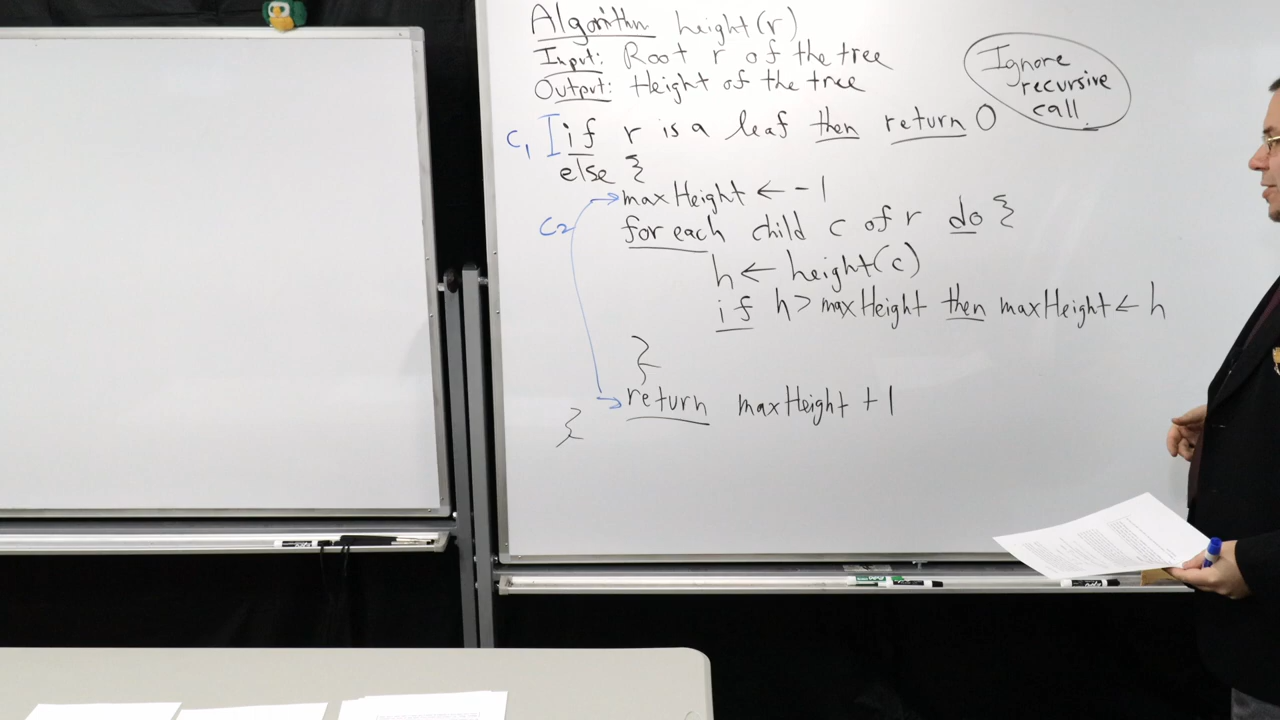 Algorithm height(r)
Input: Root r of the tree
Output: Height of the tree
Ignore
recursive
call
C1 if r is a leaf then return 0
else {
maxHeight ← -1
C2
for each child c of r do {
h ← height(c)
if h > maxHeight then maxHeight ← h
}
return maxHeight + 1
}